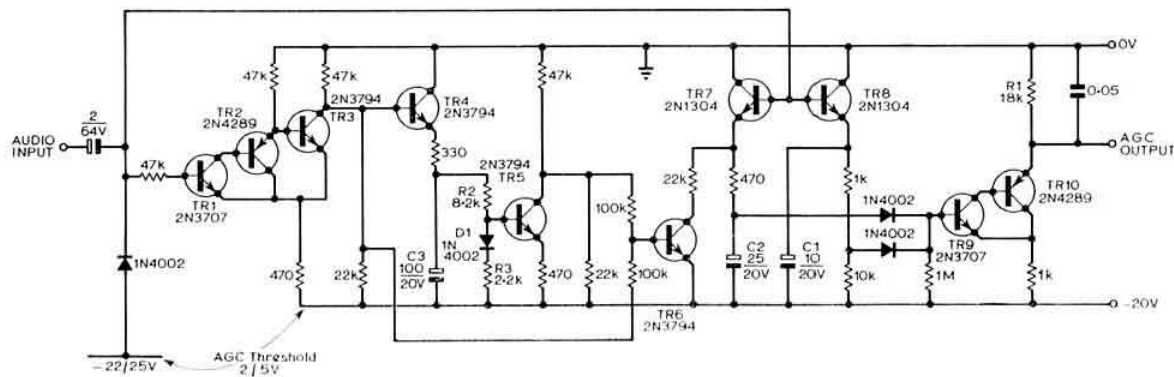 0V
47k
47k
2N3794
TR3
TR4
2N3794
47k
TR7
2N1304
TR8
2N1304
R1
18k
0·05
TR2
2N4289
AUDIO
INPUT
2
64V
47k
TR1
2N3707
330
2N3794
TR5
R2
8·2k
D1
1N
4002
R3
2·2k
100k
22k
470
1k
AGC
OUTPUT
1N4002
TR10
2N4289
1N4002
TR9
2N3707
1N4002
470
22k
C3
100
20V
470
22k
100k
TR6
2N3794
C2
25
20V
C1
10
20V
10k
1M
1k
-20V
-22/25V
AGC Threshold
2/5V